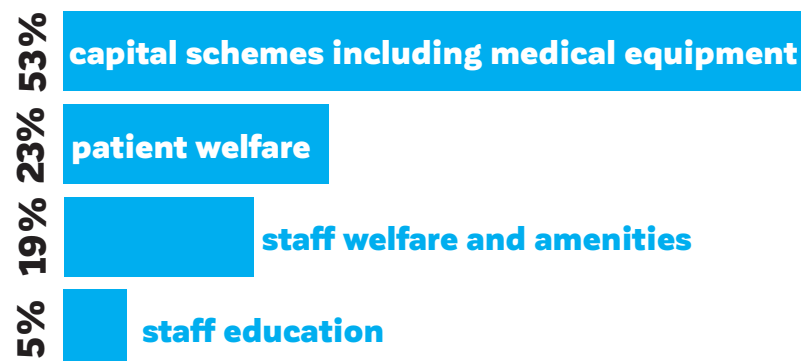 53% capital schemes including medical equipment
23% patient welfare
19% staff welfare and amenities
5% staff education